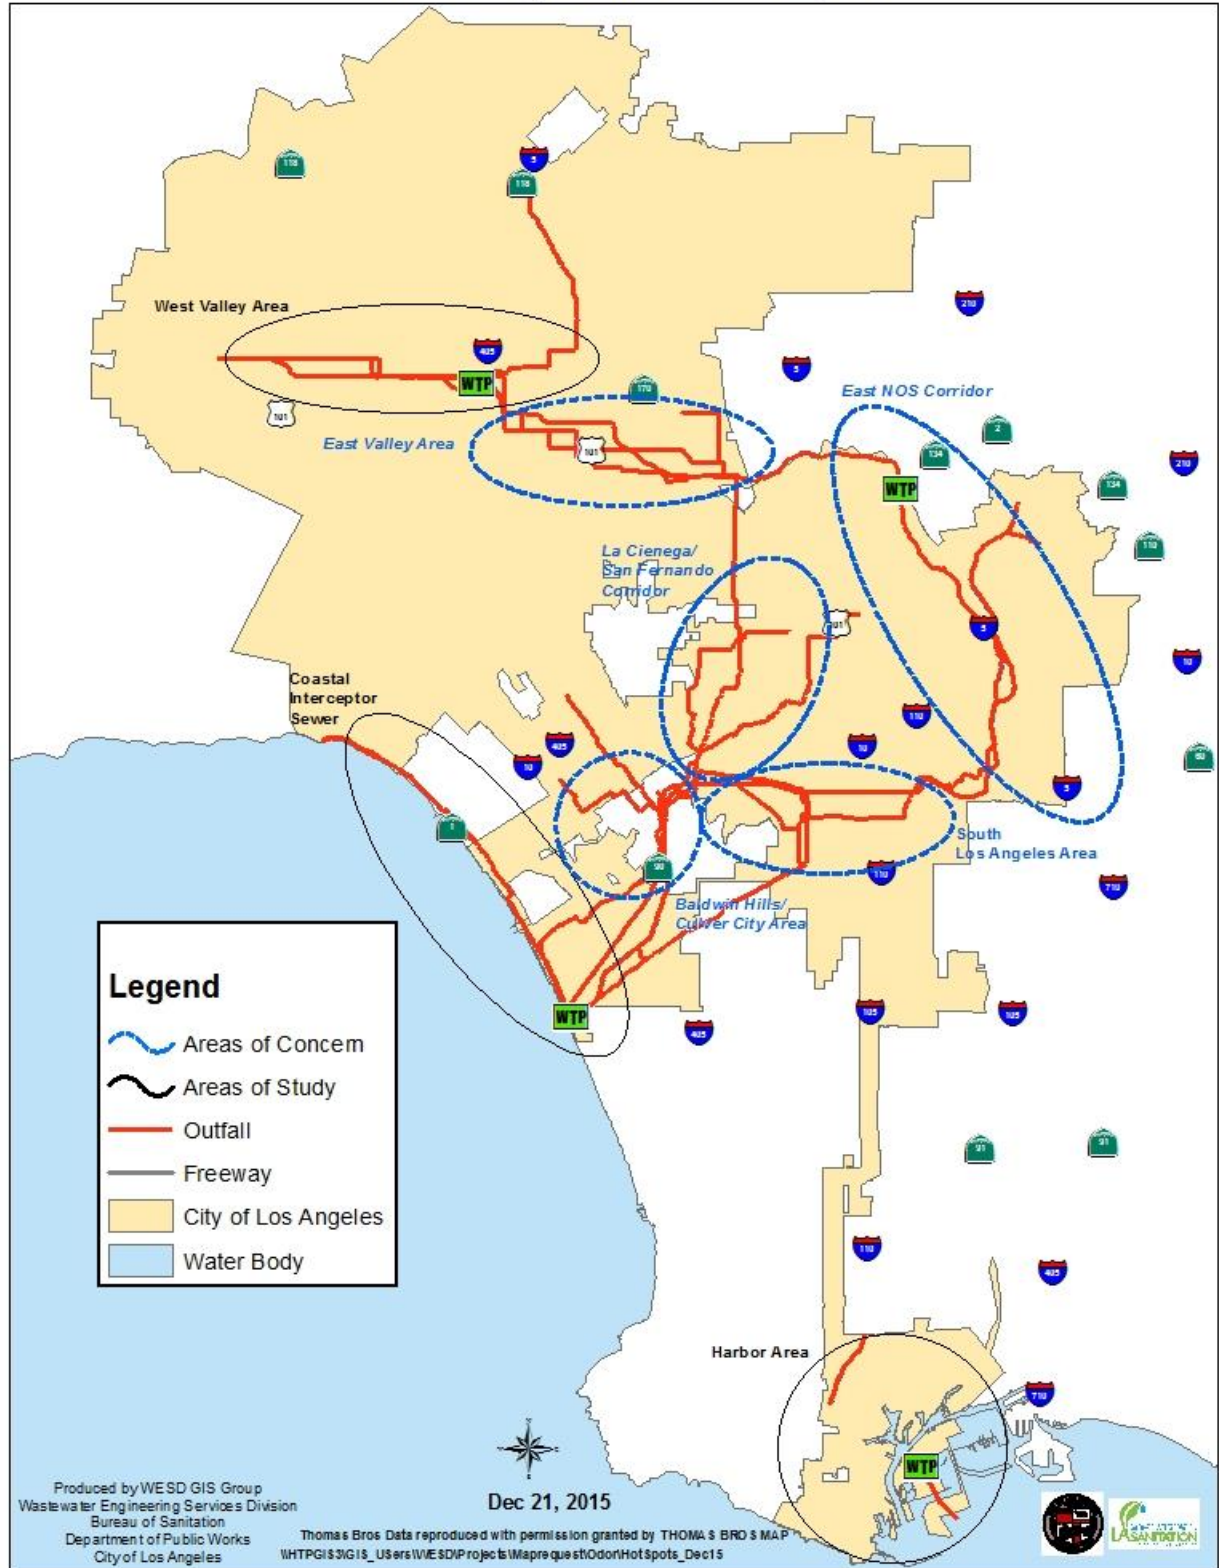 118
5
118
West Valley Area
210
405
5
WTP
170
East NOS Corridor
101
2
East Valley Area
101
134
210
134
WTP
110
La Cienega/
San Fernando
Corridor
101
5
10
Coastal
Interceptor
Sewer
110
405
10
10
60
5
1
South
Los Angeles Area
90
110
710
Baldwin Hills/
Culver City Area
Legend
Areas of Concern
Areas of Study
Outfall
Freeway
City of Los Angeles
Water Body
WTP
405
105
105
91
91
110
405
Harbor Area
710
WTP
Produced by WESD GIS Group
Wastewater Engineering Services Division
Bureau of Sanitation
Department of Public Works
City of Los Angeles
Dec 21, 2015
Thomas Bros Data reproduced with permission granted by THOMAS BROS MAP
\\HTPGIS3\GIS_USers\WESD\Projects\Maprequest\Odor\HotSpots_Dec15
LASANITATION